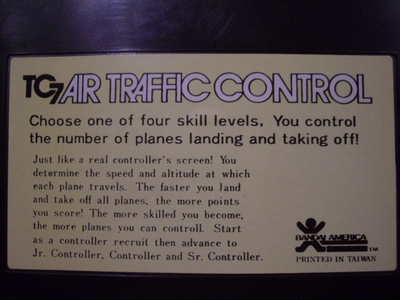 TC7 AIR TRAFFIC CONTROL
Choose one of four skill levels. You control
the number of planes landing and taking off!
Just like a real controller's screen! You
determine the speed and altitude at which
each plane travels. The faster you land
and take off all planes, the more points
you score! The more skilled you become,
the more planes you can controll. Start
as a controller recruit then advance to
Jr. Controller, Controller and Sr. Controller.
BANDAI AMERICA
TM
PRINTED IN TAIWAN